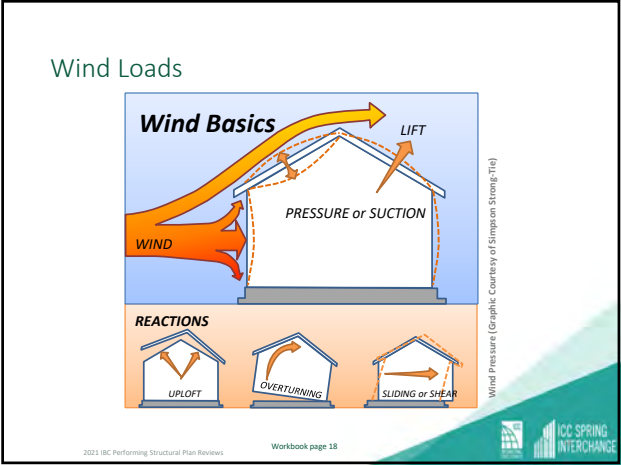 Wind Loads
Wind Basics
LIFT
PRESSURE or SUCTION
WIND
REACTIONS
UPLOFT
OVERTURNING
SLIDING or SHEAR
Wind Pressure (Graphic Courtesy of Simpson Strong-Tie)
2021 IBC Performing Structural Plan Reviews
Workbook page 18
ICC SPRING
INTERCHANGE